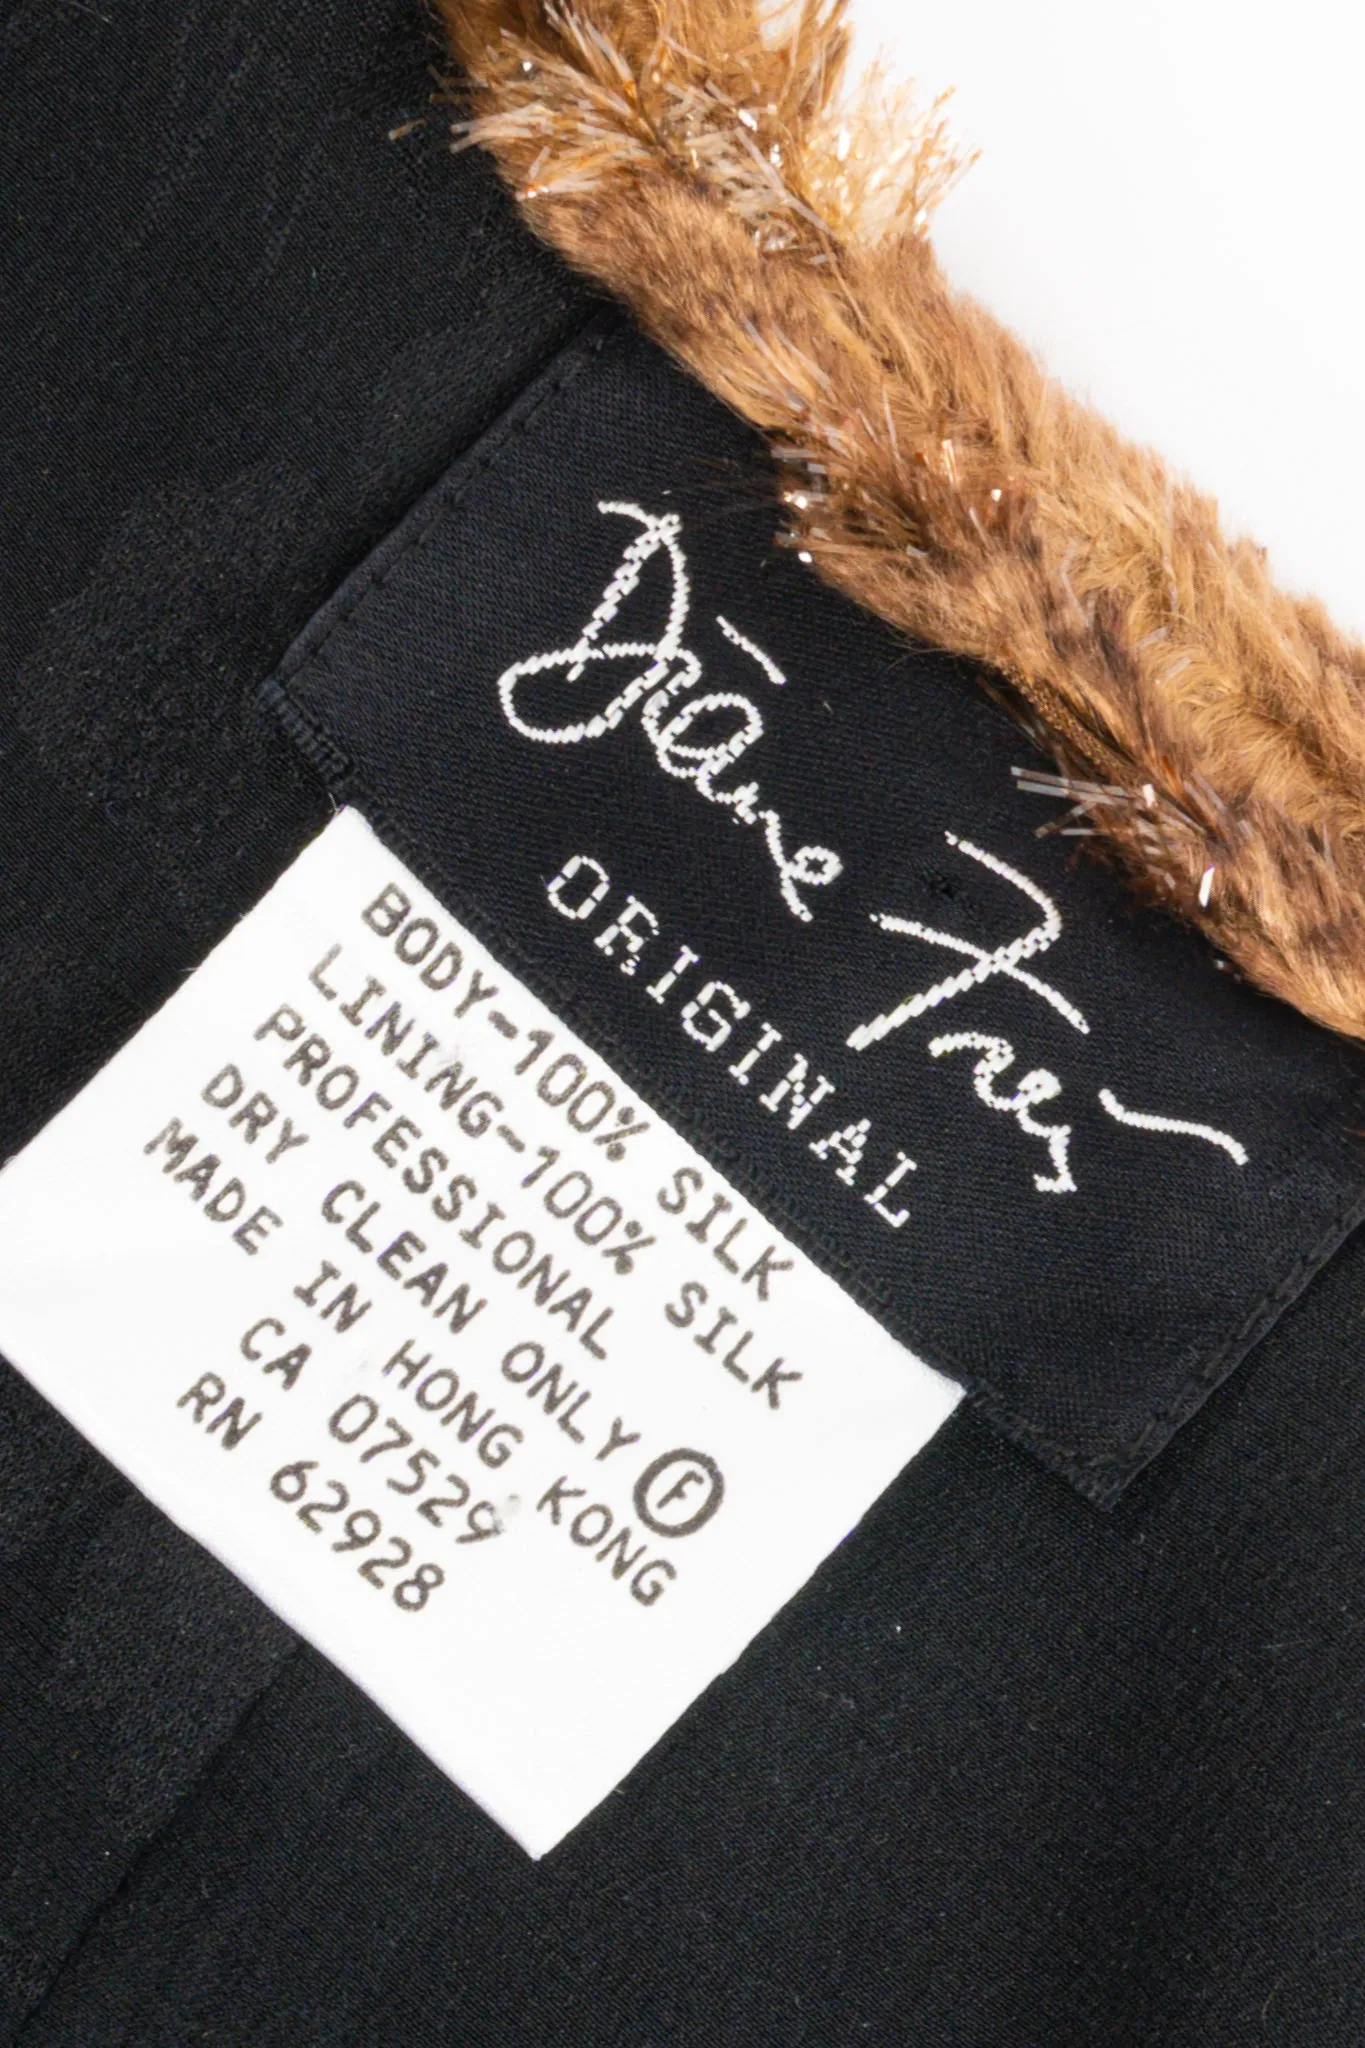 Diane Fres
ORIGINAL
BODY-100% SILK
LINING-100% SILK
PROFESSIONAL
DRY CLEAN ONLY Ⓕ
MADE IN HONG KONG
CA 07529
RN 62928